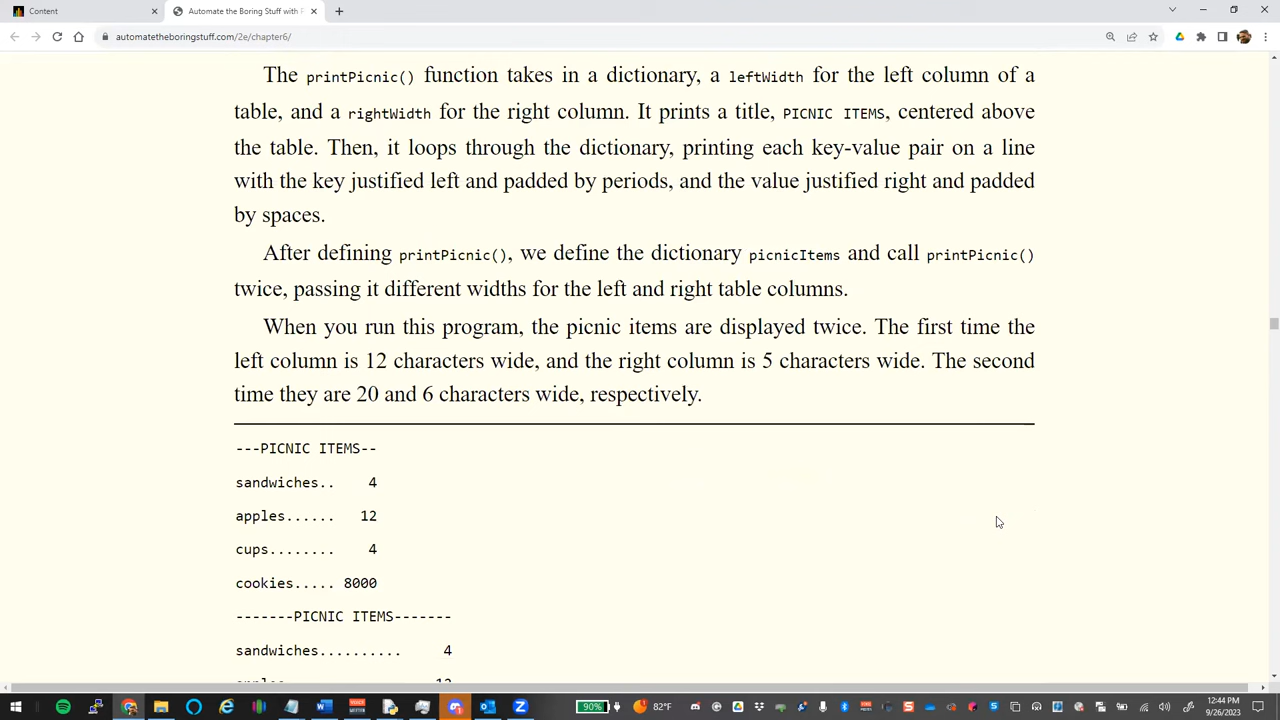 Content
Automate the Boring Stuff with P
automatetheboringstuff.com/2e/chapter6/
The printPicnic() function takes in a dictionary, a leftWidth for the left column of a
table, and a rightWidth for the right column. It prints a title, PICNIC ITEMS, centered above
the table. Then, it loops through the dictionary, printing each key-value pair on a line
with the key justified left and padded by periods, and the value justified right and padded
by spaces.
After defining printPicnic(), we define the dictionary picnicItems and call printPicnic()
twice, passing it different widths for the left and right table columns.
When you run this program, the picnic items are displayed twice. The first time the
left column is 12 characters wide, and the right column is 5 characters wide. The second
time they are 20 and 6 characters wide, respectively.
---PICNIC ITEMS--
sandwiches..    4
apples......   12
cups........    4
cookies..... 8000
-------PICNIC ITEMS-------
sandwiches..........     4
90%
82°F
12:44 PM
9/26/2023